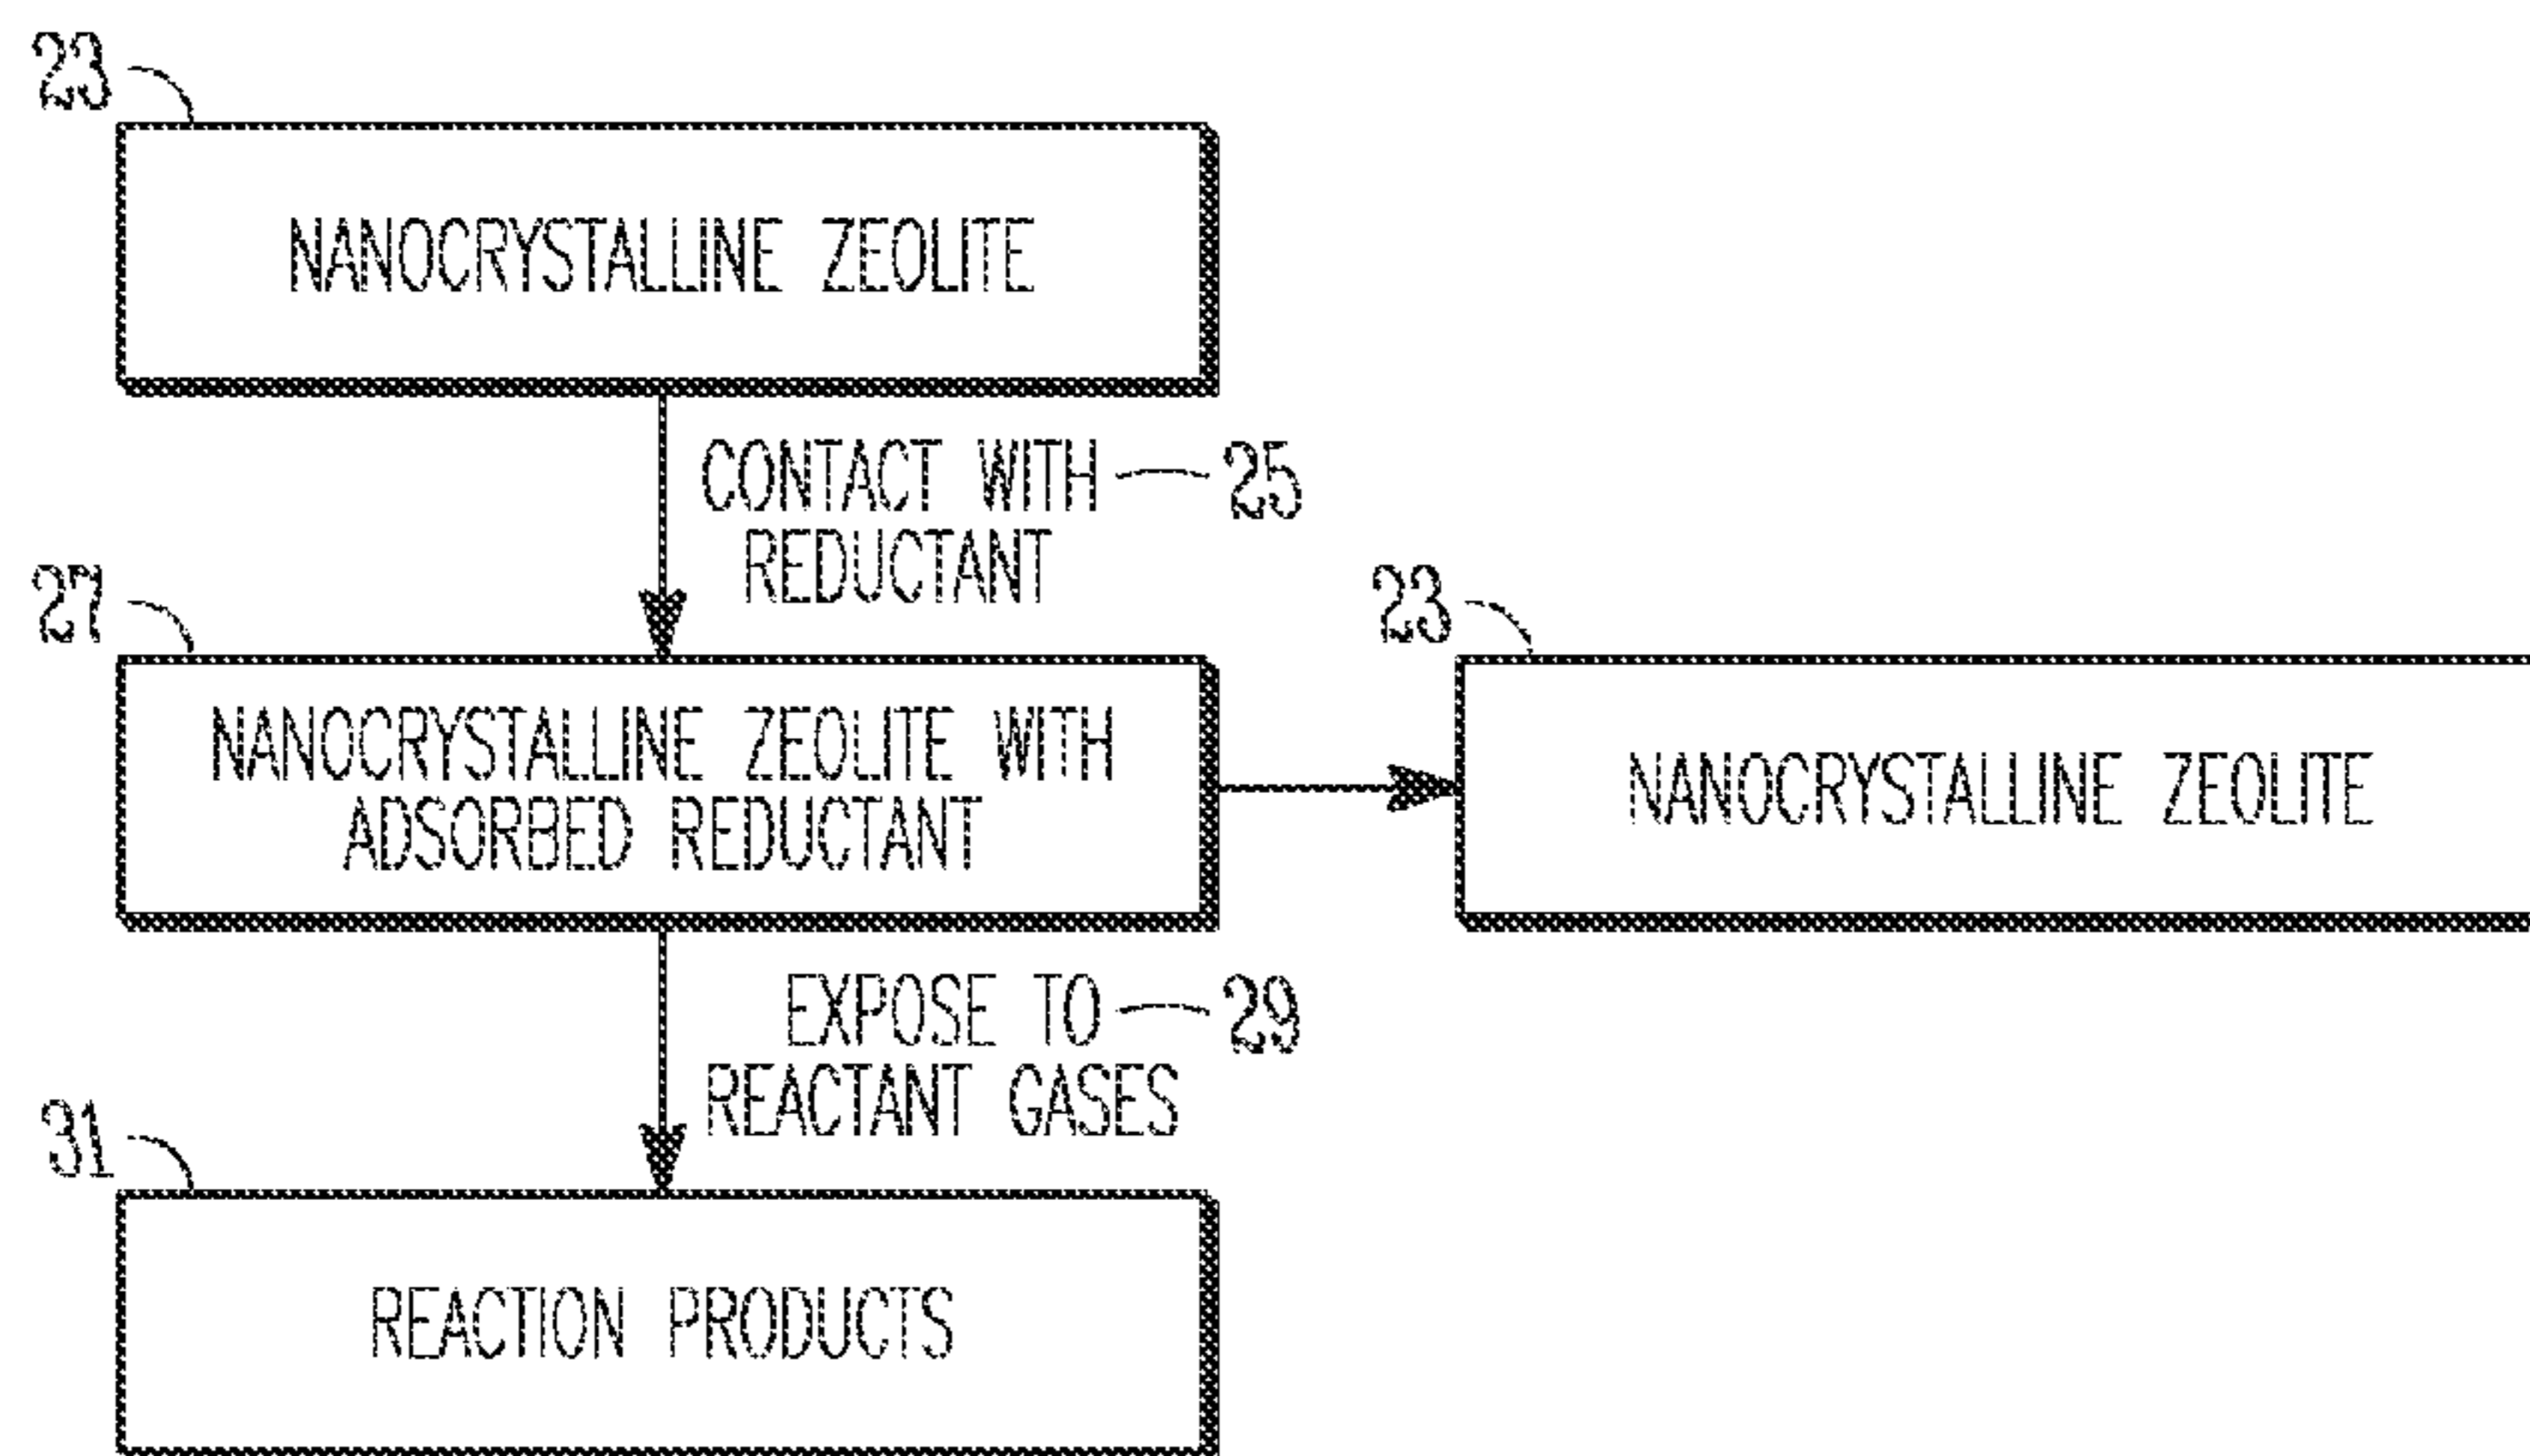 23
NANOCRYSTALLINE ZEOLITE
CONTACT WITH 25
REDUCTANT
27
NANOCRYSTALLINE ZEOLITE WITH
ADSORBED REDUCTANT
23
NANOCRYSTALLINE ZEOLITE
EXPOSE TO 29
REACTANT GASES
31
REACTION PRODUCTS